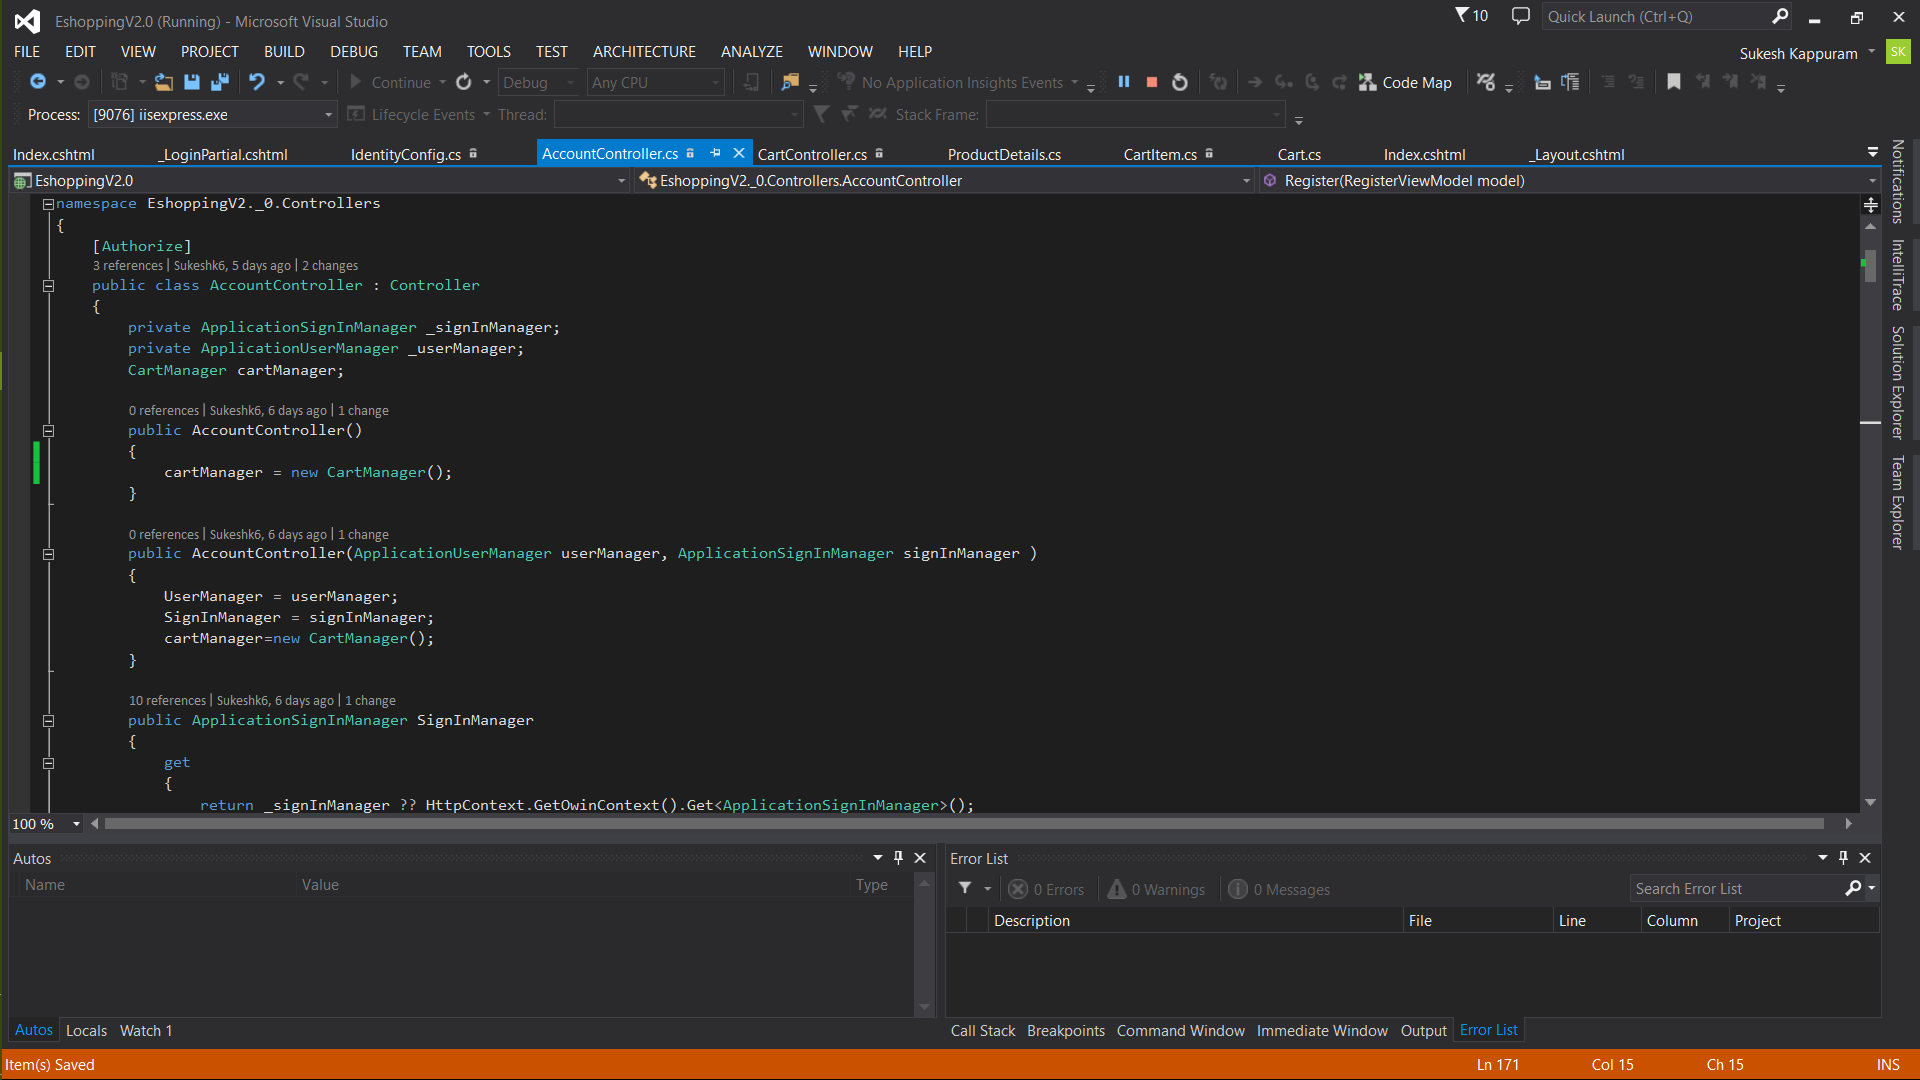 EshoppingV2.0 (Running) - Microsoft Visual Studio
10
Quick Launch (Ctrl+Q)
FILE EDIT VIEW PROJECT BUILD DEBUG TEAM TOOLS TEST ARCHITECTURE ANALYZE WINDOW HELP
Sukesh Kappuram SK
Continue Debug Any CPU No Application Insights Events Code Map
Process: [9076] iisexpress.exe Lifecycle Events Thread: Stack Frame:
Index.cshtml _LoginPartial.cshtml IdentityConfig.cs AccountController.cs CartController.cs ProductDetails.cs CartItem.cs Cart.cs Index.cshtml _Layout.cshtml
EshoppingV2.0 EshoppingV2._0.Controllers.AccountController Register(RegisterViewModel model)
namespace EshoppingV2._0.Controllers
{
[Authorize]
3 references | Sukeshk6, 5 days ago | 2 changes
public class AccountController : Controller
{
private ApplicationSignInManager _signInManager;
private ApplicationUserManager _userManager;
CartManager cartManager;
0 references | Sukeshk6, 6 days ago | 1 change
public AccountController()
{
cartManager = new CartManager();
}
0 references | Sukeshk6, 6 days ago | 1 change
public AccountController(ApplicationUserManager userManager, ApplicationSignInManager signInManager )
{
UserManager = userManager;
SignInManager = signInManager;
cartManager=new CartManager();
}
10 references | Sukeshk6, 6 days ago | 1 change
public ApplicationSignInManager SignInManager
{
get
{
return _signInManager ?? HttpContext.GetOwinContext().Get<ApplicationSignInManager>();
100 %
Notifications
IntelliTrace
Solution Explorer
Team Explorer
Autos
Name Value Type
Autos Locals Watch 1
Error List
0 Errors 0 Warnings 0 Messages Search Error List
Description File Line Column Project
Call Stack Breakpoints Command Window Immediate Window Output Error List
Item(s) Saved Ln 171 Col 15 Ch 15 INS